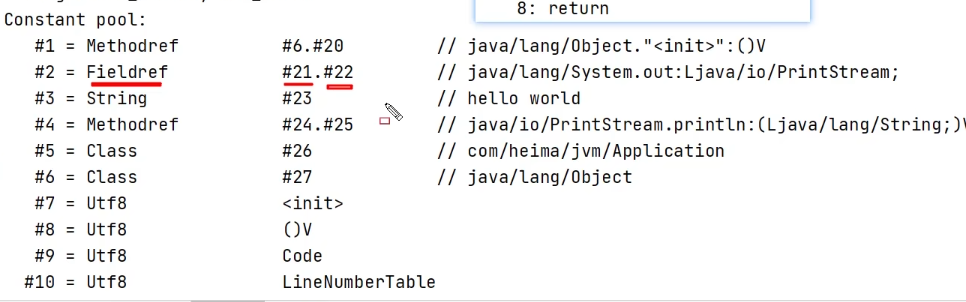 8: return
Constant pool:
#1 = Methodref #6.#20 // java/lang/Object."<init>":()V
#2 = Fieldref #21.#22 // java/lang/System.out:Ljava/io/PrintStream;
#3 = String #23 // hello world
#4 = Methodref #24.#25 // java/io/PrintStream.println:(Ljava/lang/String;)V
#5 = Class #26 // com/heima/jvm/Application
#6 = Class #27 // java/lang/Object
#7 = Utf8 <init>
#8 = Utf8 ()V
#9 = Utf8 Code
#10 = Utf8 LineNumberTable